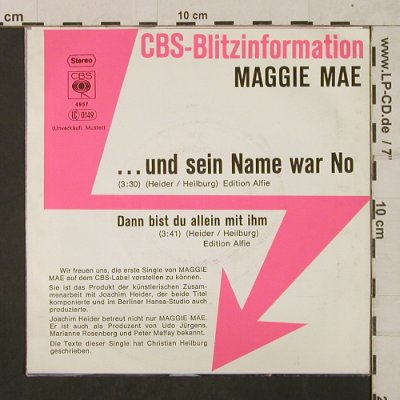 cm
10 cm
CBS-Blitzinformation
MAGGIE MAE
Stereo
CBS
4957
LC 0149
(Unverkäufl. Muster)
...und sein Name war No
(3:30) (Heider / Heilburg) Edition Alfie
Dann bist du allein mit ihm
(3:41) (Heider / Heilburg)
Edition Alfie
Wir freuen uns, die erste Single von MAGGIE
MAE auf dem CBS-Label vorstellen zu können.
Sie ist das Produkt der künstlerischen Zusam-
menarbeit mit Joachim Heider, der beide Titel
komponierte und im Berliner Hansa-Studio auch
produzierte.
Joachim Heider betreut nicht nur MAGGIE MAE.
Er ist auch als Produzent von Udo Jürgens,
Marianne Rosenberg und Peter Maffay bekannt.
Die Texte dieser Single hat Christian Heilburg
geschrieben.
www.LP-CD.de / 7"
10 cm